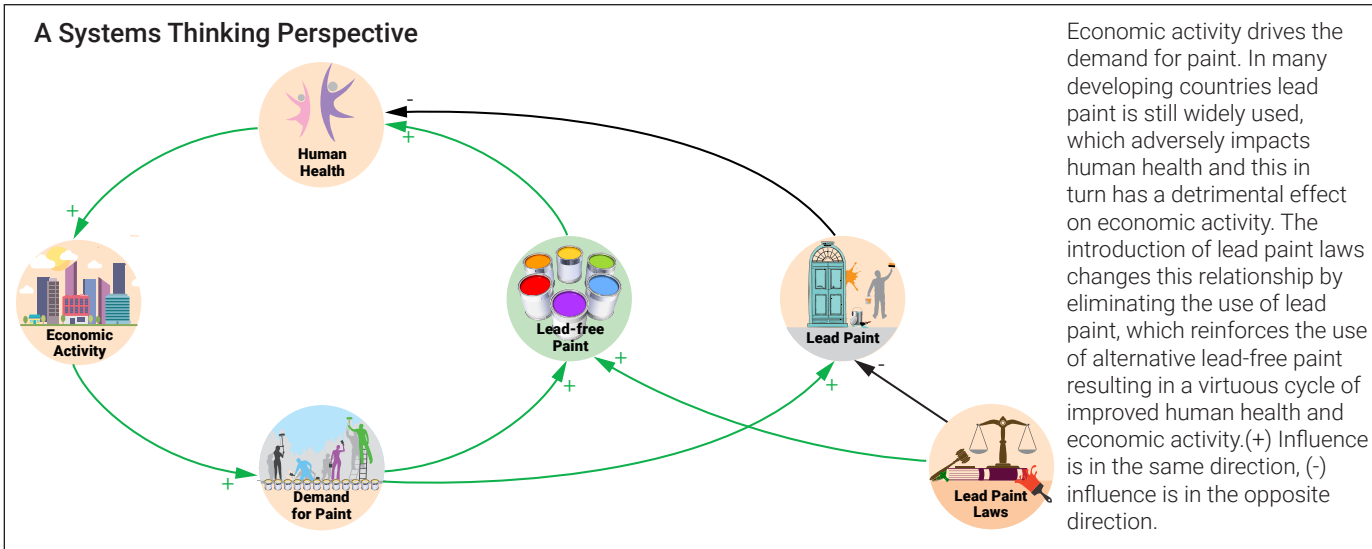 A Systems Thinking Perspective
-
+
Human
Health
+
Economic
Activity
Lead-free
Paint
+
+
Lead Paint
-
+
+
Demand
for Paint
Lead Paint
Laws
Economic activity drives the
demand for paint. In many
developing countries lead
paint is still widely used,
which adversely impacts
human health and this in
turn has a detrimental effect
on economic activity. The
introduction of lead paint laws
changes this relationship by
eliminating the use of lead
paint, which reinforces the use
of alternative lead-free paint
resulting in a virtuous cycle of
improved human health and
economic activity.(+) Influence
is in the same direction, (-)
influence is in the opposite
direction.